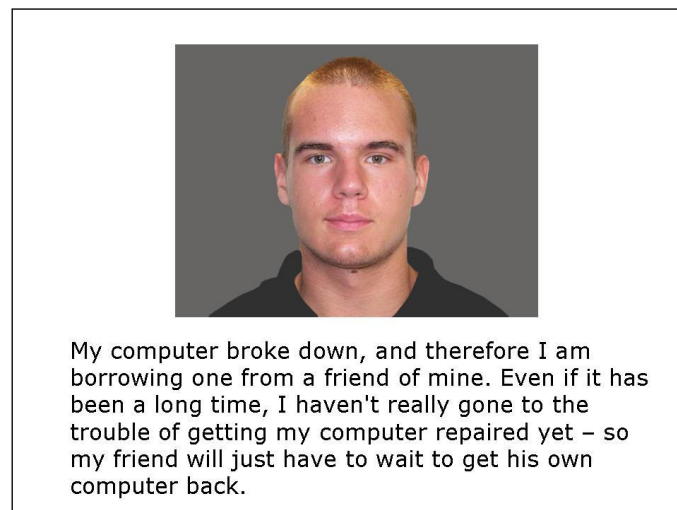 My computer broke down, and therefore I am
borrowing one from a friend of mine. Even if it has
been a long time, I haven't really gone to the
trouble of getting my computer repaired yet – so
my friend will just have to wait to get his own
computer back.